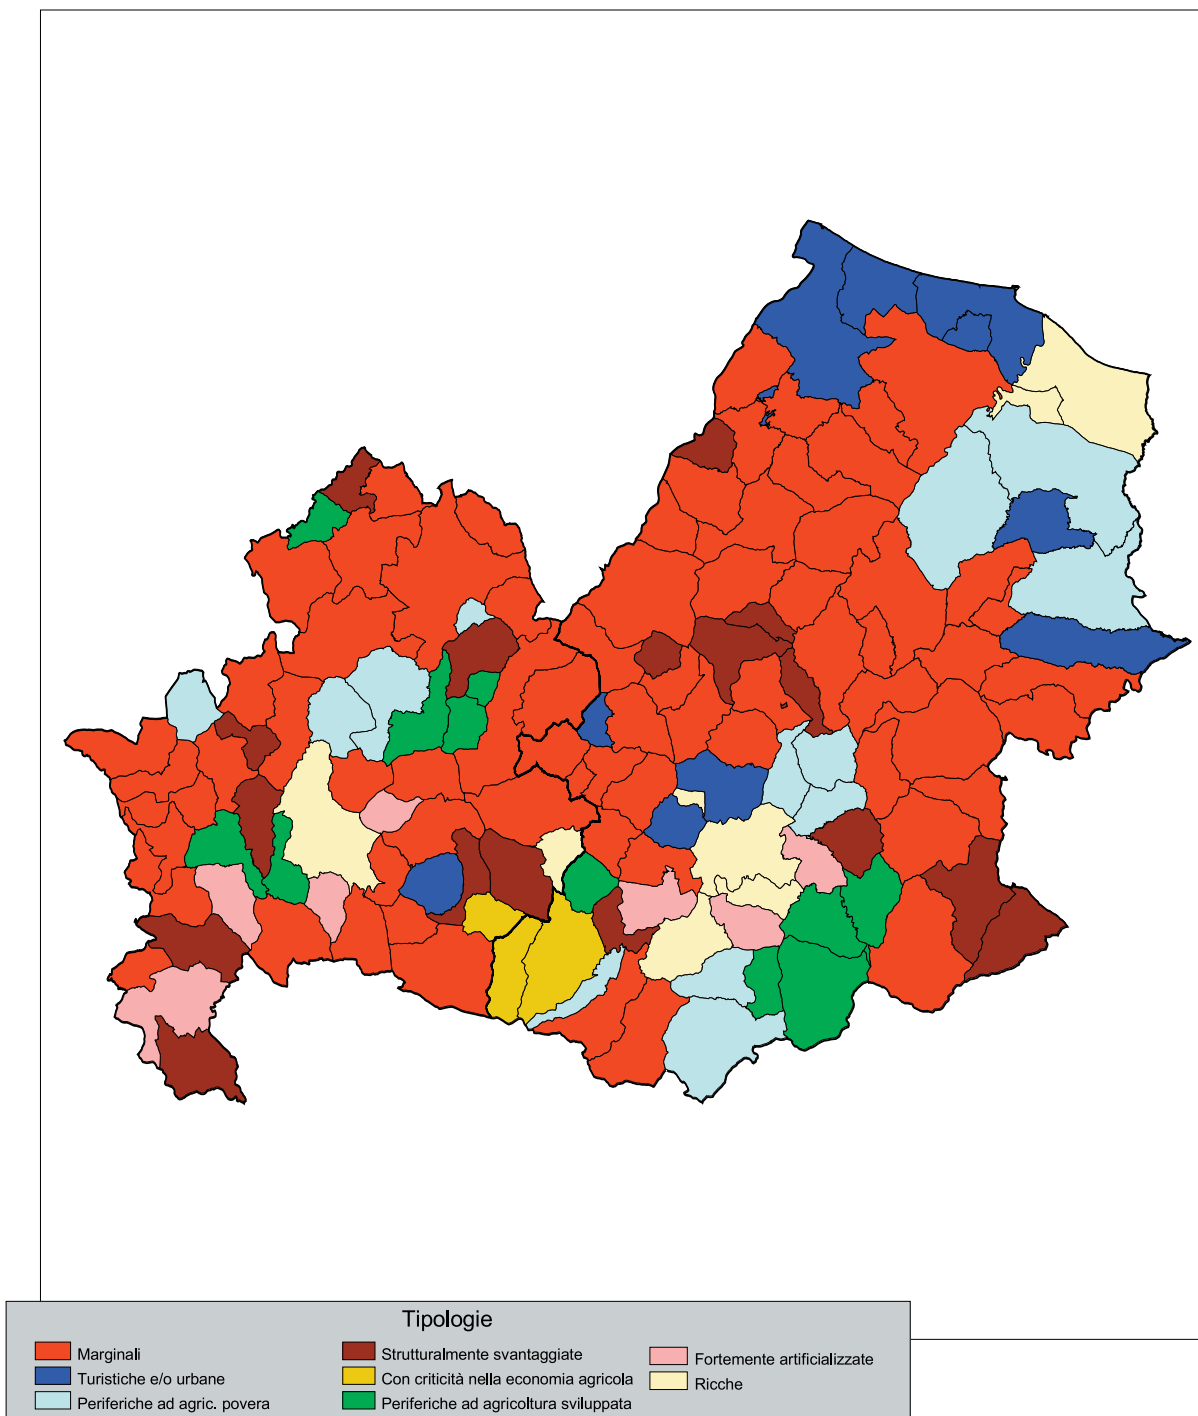 Tipologie
Marginali
Turistiche e/o urbane
Periferiche ad agric. povera
Strutturalmente svantaggiate
Con criticità nella economia agricola
Periferiche ad agricoltura sviluppata
Fortemente artificializzate
Ricche